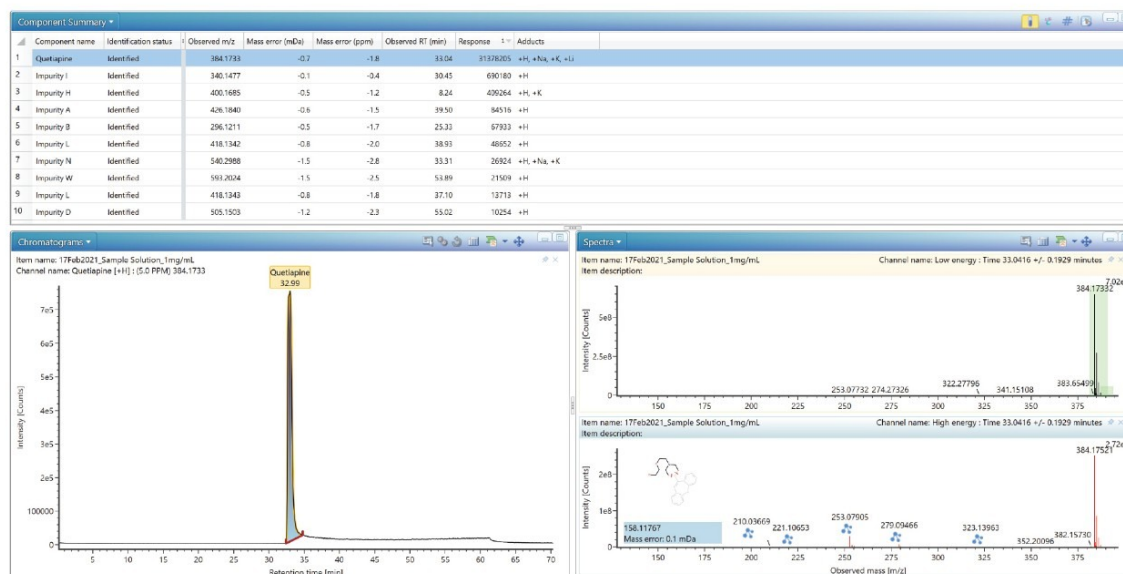 Component Summary
Component name Identification status Observed m/z Mass error (mDa) Mass error (ppm) Observed RT (min) Response Adducts
1 Quetiapine Identified 384.1733 -0.7 -1.8 33.04 31378205 +H, +Na, +K, +Li
2 Impurity I Identified 340.1477 -0.1 -0.4 30.45 690180 +H
3 Impurity H Identified 400.1685 -0.5 -1.2 8.24 409264 +H, +K
4 Impurity A Identified 426.1840 -0.6 -1.5 39.50 84516 +H
5 Impurity B Identified 296.1211 -0.5 -1.7 25.33 67933 +H
6 Impurity L Identified 418.1342 -0.8 -2.0 38.93 48652 +H
7 Impurity N Identified 540.2988 -1.5 -2.8 33.31 26924 +H, +Na, +K
8 Impurity W Identified 593.2024 -1.5 -2.5 53.89 21509 +H
9 Impurity L Identified 418.1343 -0.8 -1.8 37.10 13713 +H
10 Impurity D Identified 505.1503 -1.2 -2.3 55.02 10254 +H
Chromatograms
Item name: 17Feb2021_Sample Solution_1mg/mL
Channel name: Quetiapine [+H] : (5.0 PPM) 384.1733
Quetiapine
32.99
7e5
6e5
5e5
4e5
3e5
2e5
100000
0
Intensity [Counts]
5 10 15 20 25 30 35 40 45 50 55 60 65 70
Retention time [min]
Spectra
Item name: 17Feb2021_Sample Solution_1mg/mL Channel name: Low energy : Time 33.0416 +/- 0.1929 minutes
Item description:
7.02e
384.17332
5e8
2.5e8
0
Intensity [Counts]
253.07732 274.27326 322.27796 341.15108 383.65499
150 175 200 225 250 275 300 325 350 375
Item name: 17Feb2021_Sample Solution_1mg/mL Channel name: High energy : Time 33.0416 +/- 0.1929 minutes
Item description:
2.72e
384.17521
2e8
1e8
0
Intensity [Counts]
158.11767
Mass error: 0.1 mDa
210.03669 221.10653 253.07905 279.09466 323.13963 352.20096 382.15730
150 175 200 225 250 275 300 325 350 375
Observed mass [m/z]